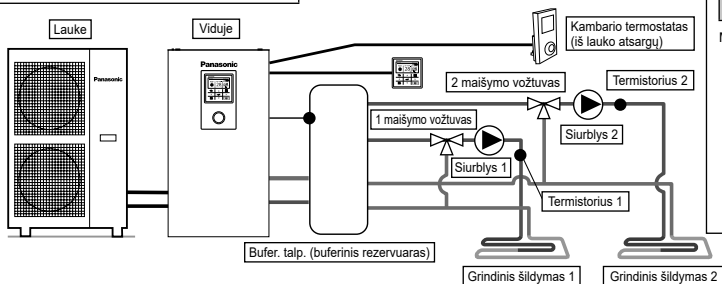 Lauke
Viduje
Kambario termostatas
(iš lauko atsargų)
Panasonic
Panasonic
2 maišymo vožtuvas
Termistorius 2
1 maišymo vožtuvas
Siurblys 2
Siurblys 1
Termistorius 1
Bufer. talp. (buferinis rezervuaras)
Grindinis šildymas 1
Grindinis šildymas 2